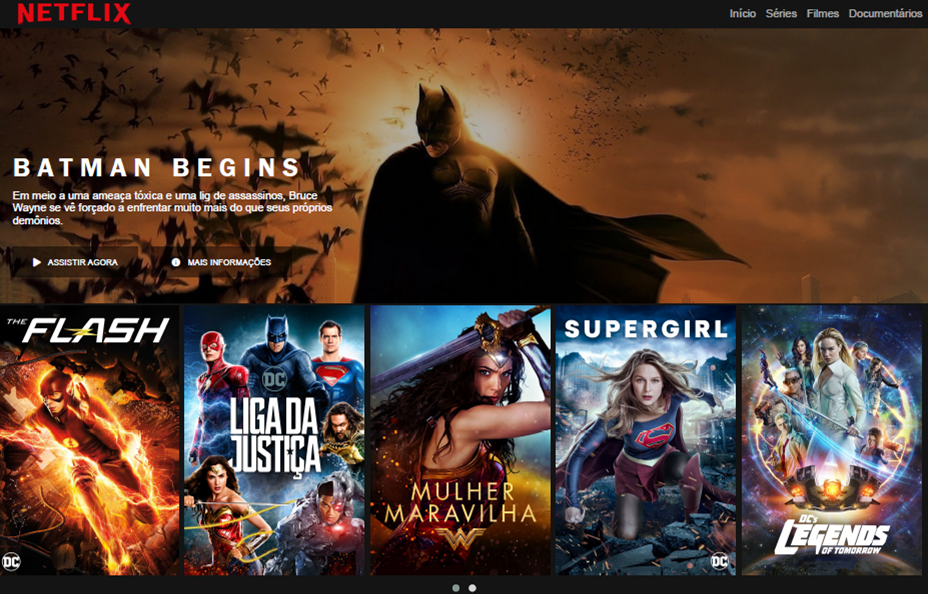 NETFLIX
Início Séries Filmes Documentários
BATMAN BEGINS
Em meio a uma ameaça tóxica e uma lig de assassinos, Bruce
Wayne se vê forçado a enfrentar muito mais do que seus próprios
demônios.
ASSISTIR AGORA MAIS INFORMAÇÕES
THE FLASH
DC
DC
LIGA DA
JUSTIÇA
MULHER
MARAVILHA
SUPERGIRL
DC
DC's
LEGENDS
OF TOMORROW